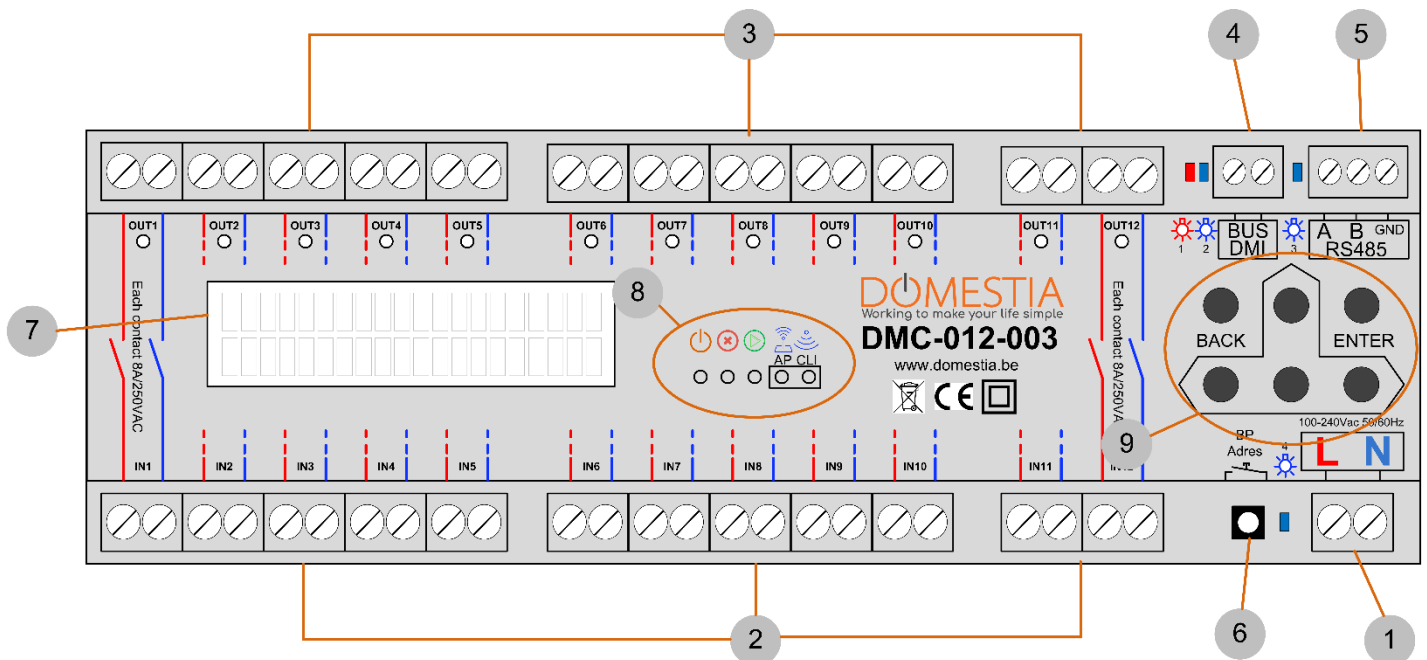 3
4
5
OUT1
OUT2
OUT3
OUT4
OUT5
OUT6
OUT7
OUT8
OUT9
OUT10
OUT11
OUT12
1
2
BUS
DMI
3
A B GND
RS485
8
7
Each contact 8A/250VAC
DOMESTIA
Working to make your life simple
DMC-012-003
www.domestia.be
CE
AP CLI
Each contact 8A/250VA
BACK
ENTER
9
100-240Vac 50/60Hz
BP
Adres
4
L N
IN1
IN2
IN3
IN4
IN5
IN6
IN7
IN8
IN9
IN10
IN11
2
6
1